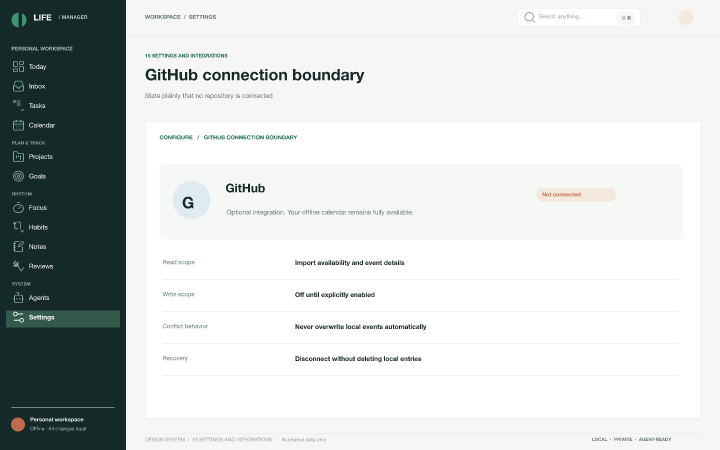 LIFE / MANAGER
PERSONAL WORKSPACE
Today
Inbox
Tasks
Calendar
PLAN & TRACK
Projects
Goals
RHYTHM
Focus
Habits
Notes
Reviews
SYSTEM
Agents
Settings
Personal workspace
Offline · All changes local
WORKSPACE / SETTINGS
Search anything...
⌘ K
15 SETTINGS AND INTEGRATIONS
GitHub connection boundary
State plainly that no repository is connected
CONFIGURE / GITHUB CONNECTION BOUNDARY
G
GitHub
Optional integration. Your offline calendar remains fully available.
Not connected
Read scope Import availability and event details
Write scope Off until explicitly enabled
Conflict behavior Never overwrite local events automatically
Recovery Disconnect without deleting local entries
DESIGN SYSTEM / 15 SETTINGS AND INTEGRATIONS · Illustrative data only
LOCAL · PRIVATE · AGENT-READY